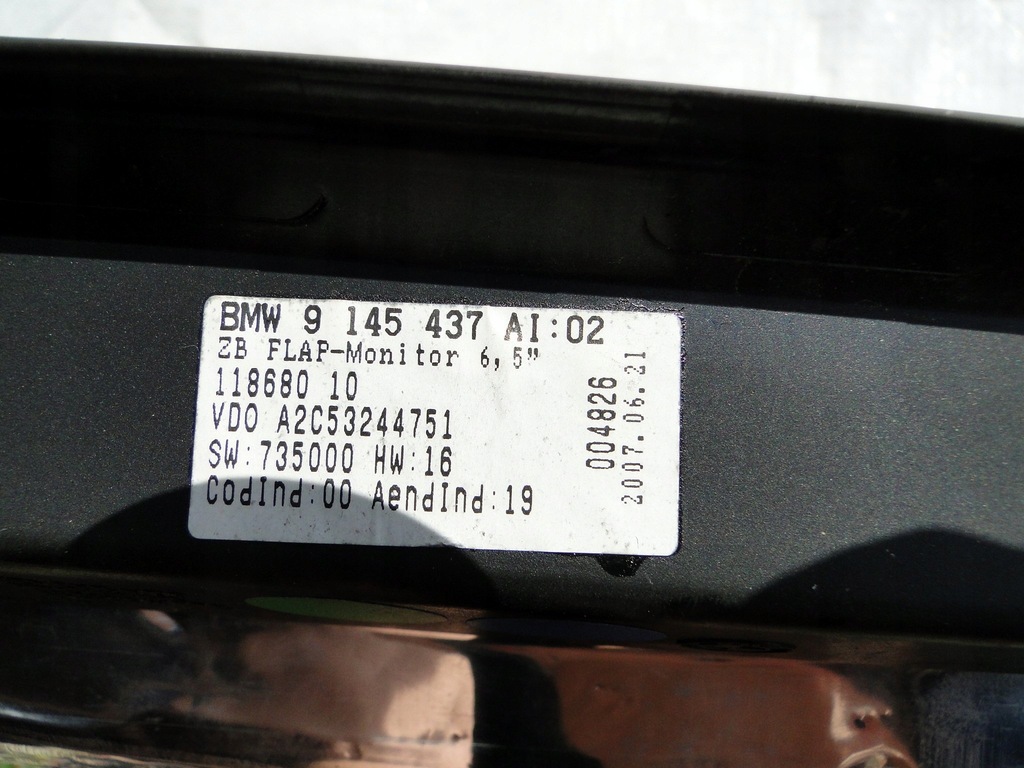 BMW 9 145 437 AI:02
ZB FLAP-Monitor 6,5"
118680 10
VDO A2C53244751
SW:735000 HW:16
CodInd:00 AendInd:19
004826
2007.06.21